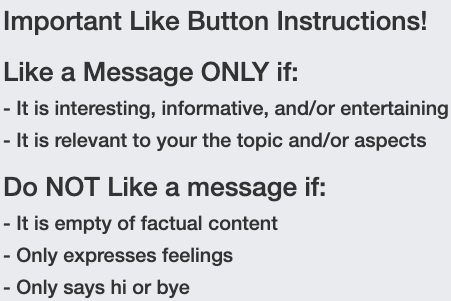 Important Like Button Instructions!
Like a Message ONLY if:
- It is interesting, informative, and/or entertaining
- It is relevant to your the topic and/or aspects
Do NOT Like a message if:
- It is empty of factual content
- Only expresses feelings
- Only says hi or bye